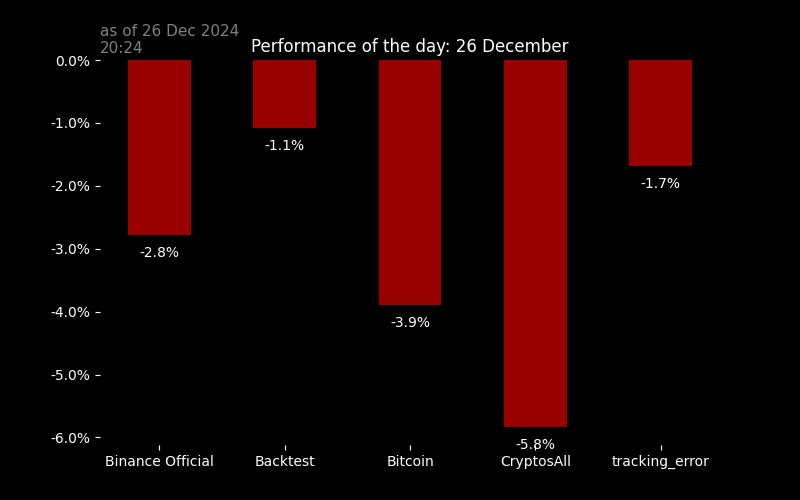 as of 26 Dec 2024
20:24
Performance of the day: 26 December
0.0%
-1.0%
-2.0%
-3.0%
-4.0%
-5.0%
-6.0%
-2.8%
-1.1%
-3.9%
-5.8%
-1.7%
Binance Official
Backtest
Bitcoin
CryptosAll
tracking_error